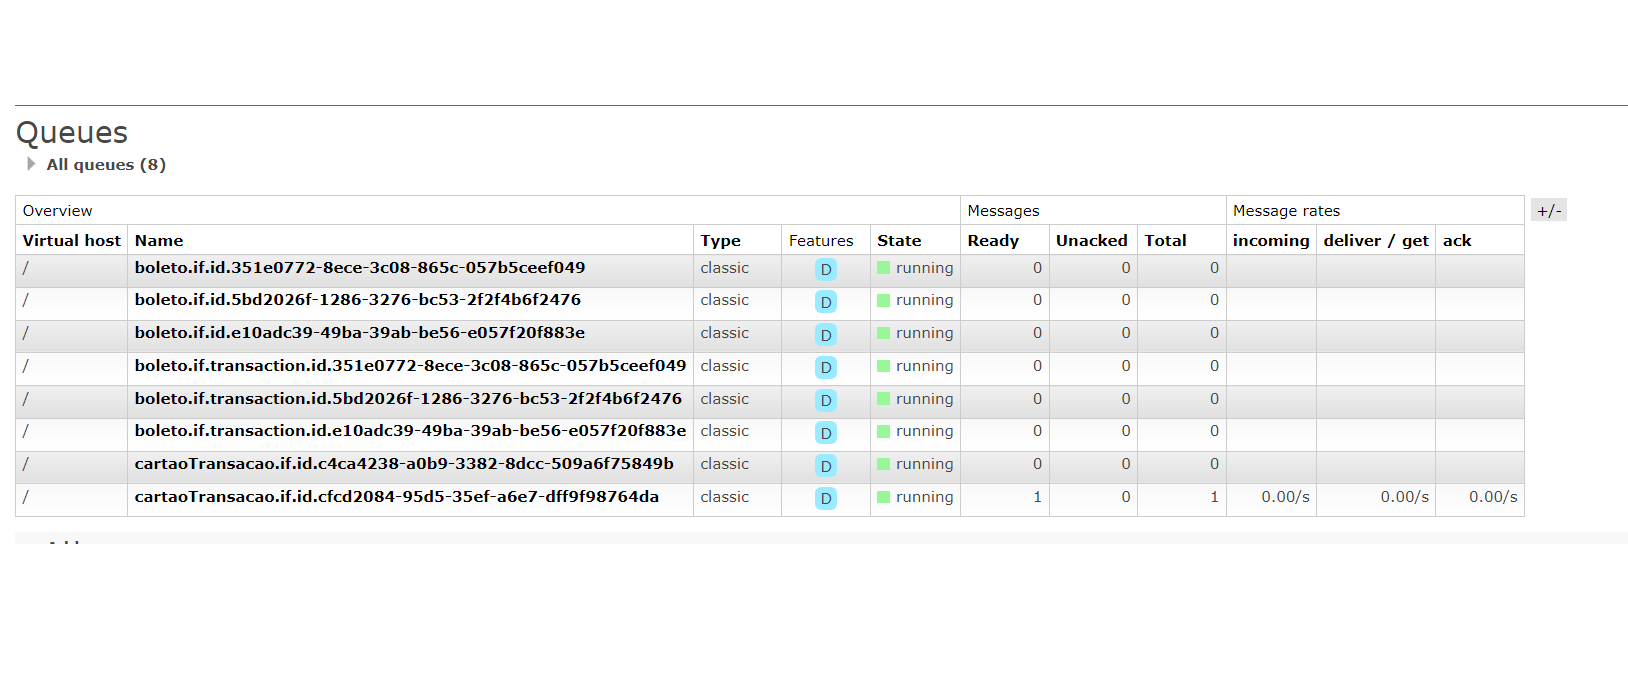 Queues
All queues (8)
Overview Messages Message rates +/-
Virtual host Name Type Features State Ready Unacked Total incoming deliver / get ack
/ boleto.if.id.351e0772-8ece-3c08-865c-057b5ceef049 classic D running 0 0 0
/ boleto.if.id.5bd2026f-1286-3276-bc53-2f2f4b6f2476 classic D running 0 0 0
/ boleto.if.id.e10adc39-49ba-39ab-be56-e057f20f883e classic D running 0 0 0
/ boleto.if.transaction.id.351e0772-8ece-3c08-865c-057b5ceef049 classic D running 0 0 0
/ boleto.if.transaction.id.5bd2026f-1286-3276-bc53-2f2f4b6f2476 classic D running 0 0 0
/ boleto.if.transaction.id.e10adc39-49ba-39ab-be56-e057f20f883e classic D running 0 0 0
/ cartaoTransacao.if.id.c4ca4238-a0b9-3382-8dcc-509a6f75849b classic D running 0 0 0
/ cartaoTransacao.if.id.cfcd2084-95d5-35ef-a6e7-dff9f98764da classic D running 1 0 1 0.00/s 0.00/s 0.00/s